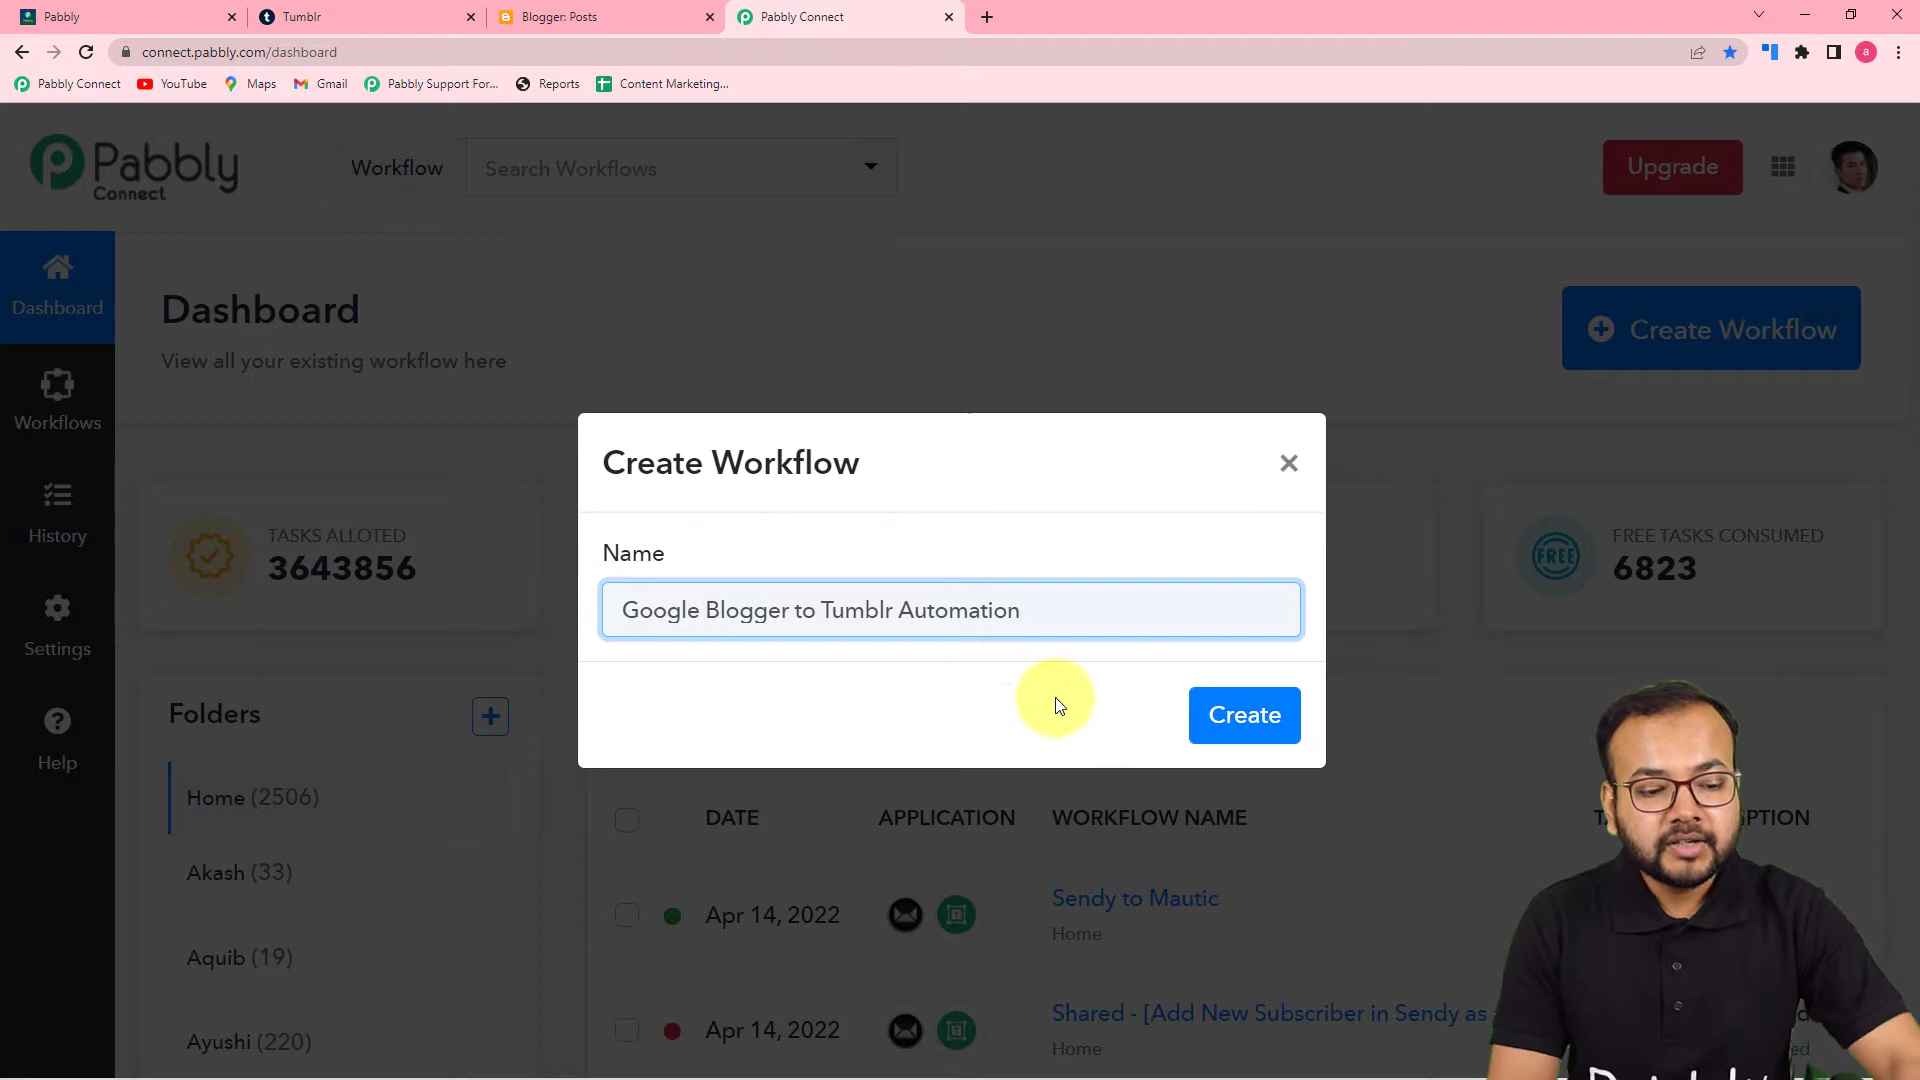 Pabbly
Tumblr
Blogger: Posts
Pabbly Connect
connect.pabbly.com/dashboard
a
Pabbly Connect
YouTube
Maps
Gmail
Pabbly Support For...
Reports
Content Marketing...
Pabbly
Connect
Workflow
Search Workflows
Upgrade
Dashboard
Workflows
History
Settings
Help
Dashboard
View all your existing workflow here
Create Workflow
TASKS ALLOTED
3643856
FREE
FREE TASKS CONSUMED
6823
Create Workflow
Name
Google Blogger to Tumblr Automation
Create
Folders
Home (2506)
Akash (33)
Aquib (19)
Ayushi (220)
DATE
APPLICATION
WORKFLOW NAME
Apr 14, 2022
Sendy to Mautic
Home
Apr 14, 2022
Shared - [Add New Subscriber in Sendy as
Home